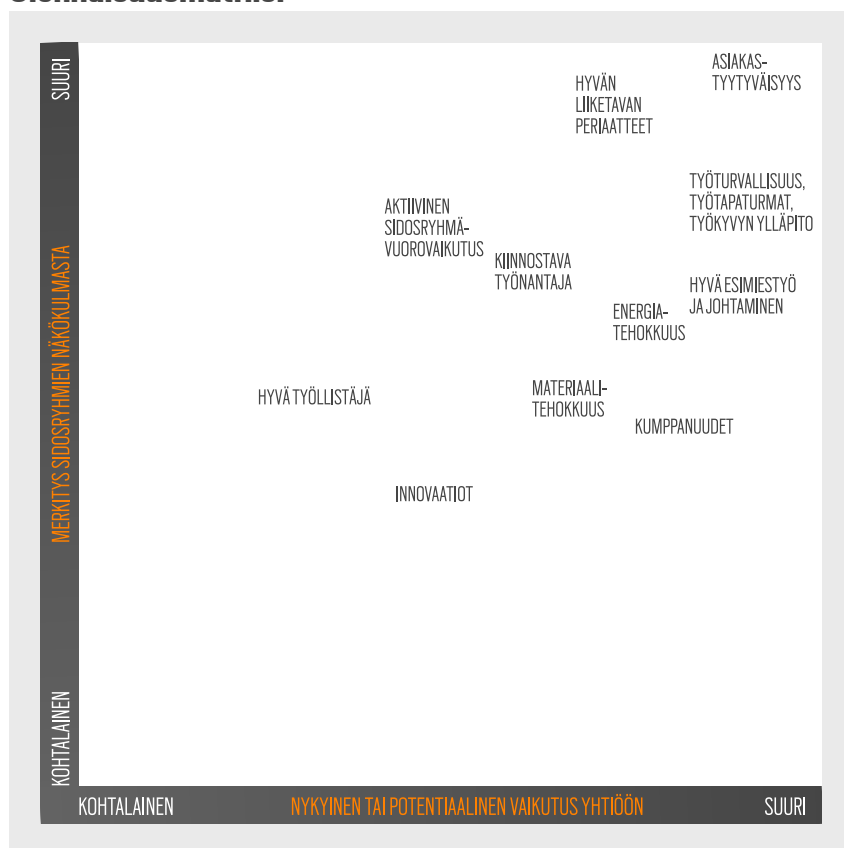 SUURI
MERKITYS SIDOSRYHMIEN NÄKÖKULMASTA
KOHTALAINEN
ASIAKAS-
TYYTYVÄISYYS
HYVÄN
LIIKETAVAN
PERIAATTEET
TYÖTURVALLISUUS,
TYÖTAPATURMAT,
TYÖKYVYN YLLÄPITO
AKTIIVINEN
SIDOSRYHMÄ-
VUOROVAIKUTUS
KIINNOSTAVA
TYÖNANTAJA
HYVÄ ESIMIESTYÖ
JA JOHTAMINEN
ENERGIA-
TEHOKKUUS
HYVÄ TYÖLLISTÄJÄ
MATERIAALI-
TEHOKKUUS
KUMPPANUUDET
INNOVAATIOT
KOHTALAINEN
NYKYINEN TAI POTENTIAALINEN VAIKUTUS YHTIÖÖN
SUURI